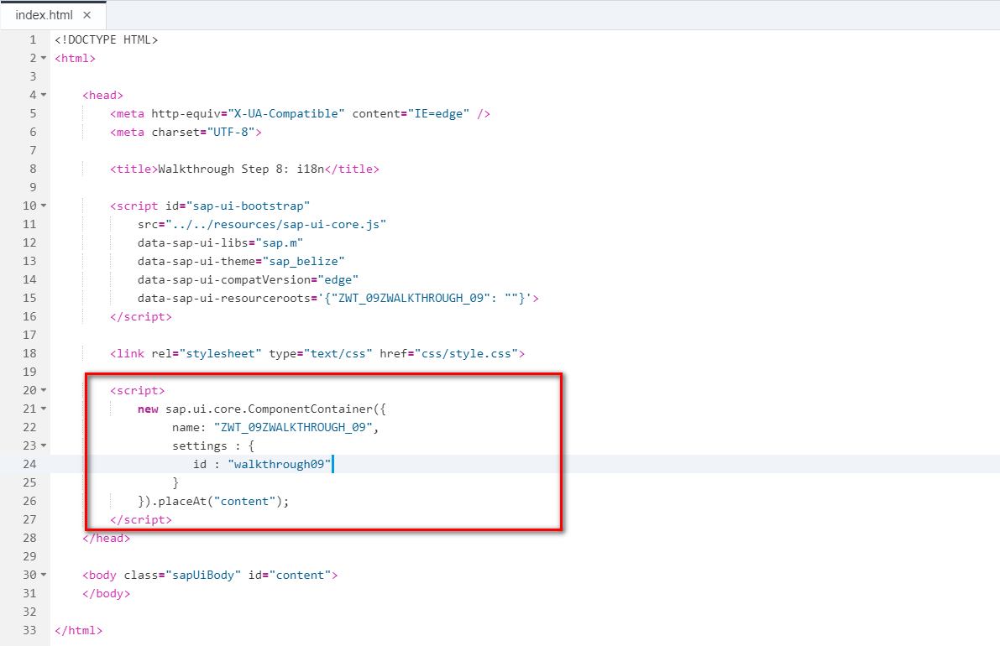 index.html ×
1 <!DOCTYPE HTML>
2 <html>
3
4 <head>
5 <meta http-equiv="X-UA-Compatible" content="IE=edge" />
6 <meta charset="UTF-8">
7
8 <title>Walkthrough Step 8: i18n</title>
9
10 <script id="sap-ui-bootstrap"
11 src="../../resources/sap-ui-core.js"
12 data-sap-ui-libs="sap.m"
13 data-sap-ui-theme="sap_belize"
14 data-sap-ui-compatVersion="edge"
15 data-sap-ui-resourceroots='{"ZWT_09ZWALKTHROUGH_09": ""}'>
16 </script>
17
18 <link rel="stylesheet" type="text/css" href="css/style.css">
19
20 <script>
21 new sap.ui.core.ComponentContainer({
22 name: "ZWT_09ZWALKTHROUGH_09",
23 settings : {
24 id : "walkthrough09"
25 }
26 }).placeAt("content");
27 </script>
28 </head>
29
30 <body class="sapUiBody" id="content">
31 </body>
32
33 </html>